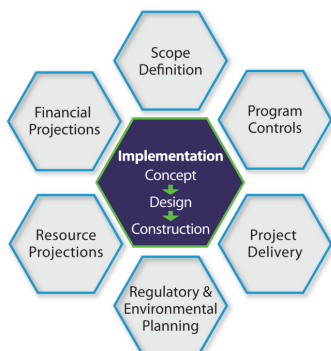 Scope
Definition
Financial
Projections
Program
Controls
Implementation
Concept
Design
Construction
Resource
Projections
Project
Delivery
Regulatory &
Environmental
Planning